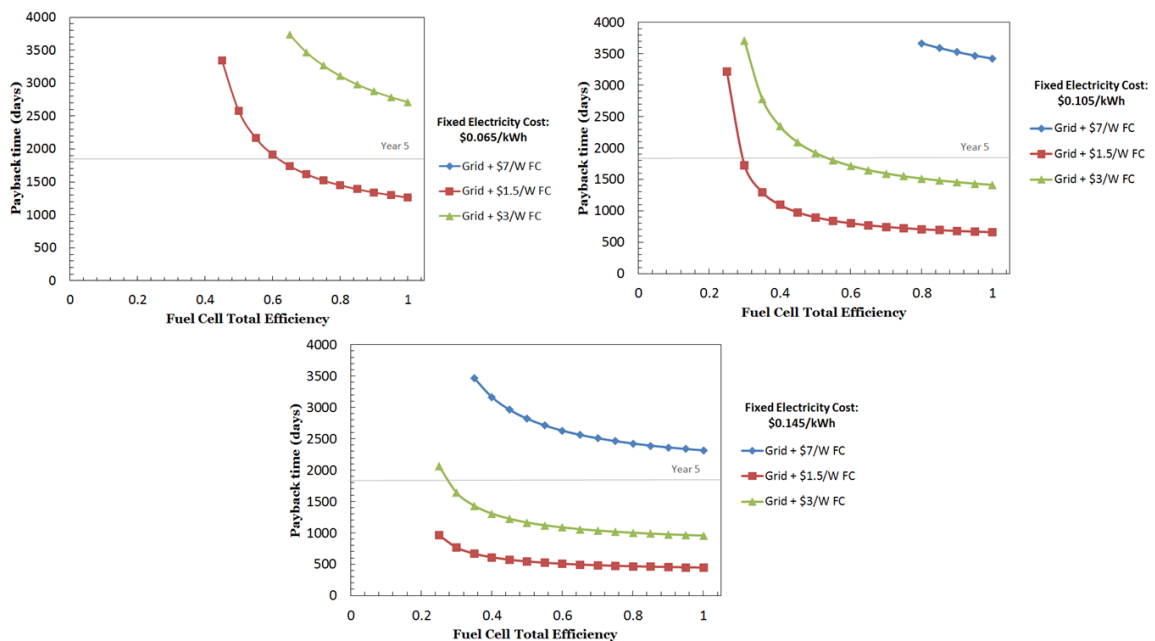 4000
3500
3000
2500
2000
1500
1000
500
0
Payback time (days)
Year 5
0
0.2
0.4
0.6
0.8
1
Fuel Cell Total Efficiency
Fixed Electricity Cost:
$0.065/kWh
Grid + $7/W FC
Grid + $1.5/W FC
Grid + $3/W FC
4000
3500
3000
2500
2000
1500
1000
500
0
Payback time (days)
Year 5
0
0.2
0.4
0.6
0.8
1
Fuel Cell Total Efficiency
Fixed Electricity Cost:
$0.105/kWh
Grid + $7/W FC
Grid + $1.5/W FC
Grid + $3/W FC
4000
3500
3000
2500
2000
1500
1000
500
0
Payback time (days)
Year 5
0
0.2
0.4
0.6
0.8
1
Fuel Cell Total Efficiency
Fixed Electricity Cost:
$0.145/kWh
Grid + $7/W FC
Grid + $1.5/W FC
Grid + $3/W FC